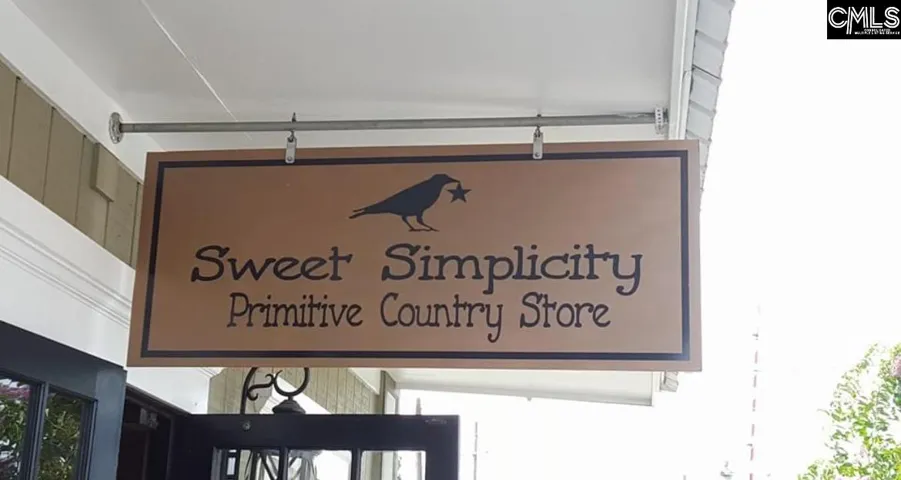 CMLS
Sweet Simplicity
Primitive Country Store